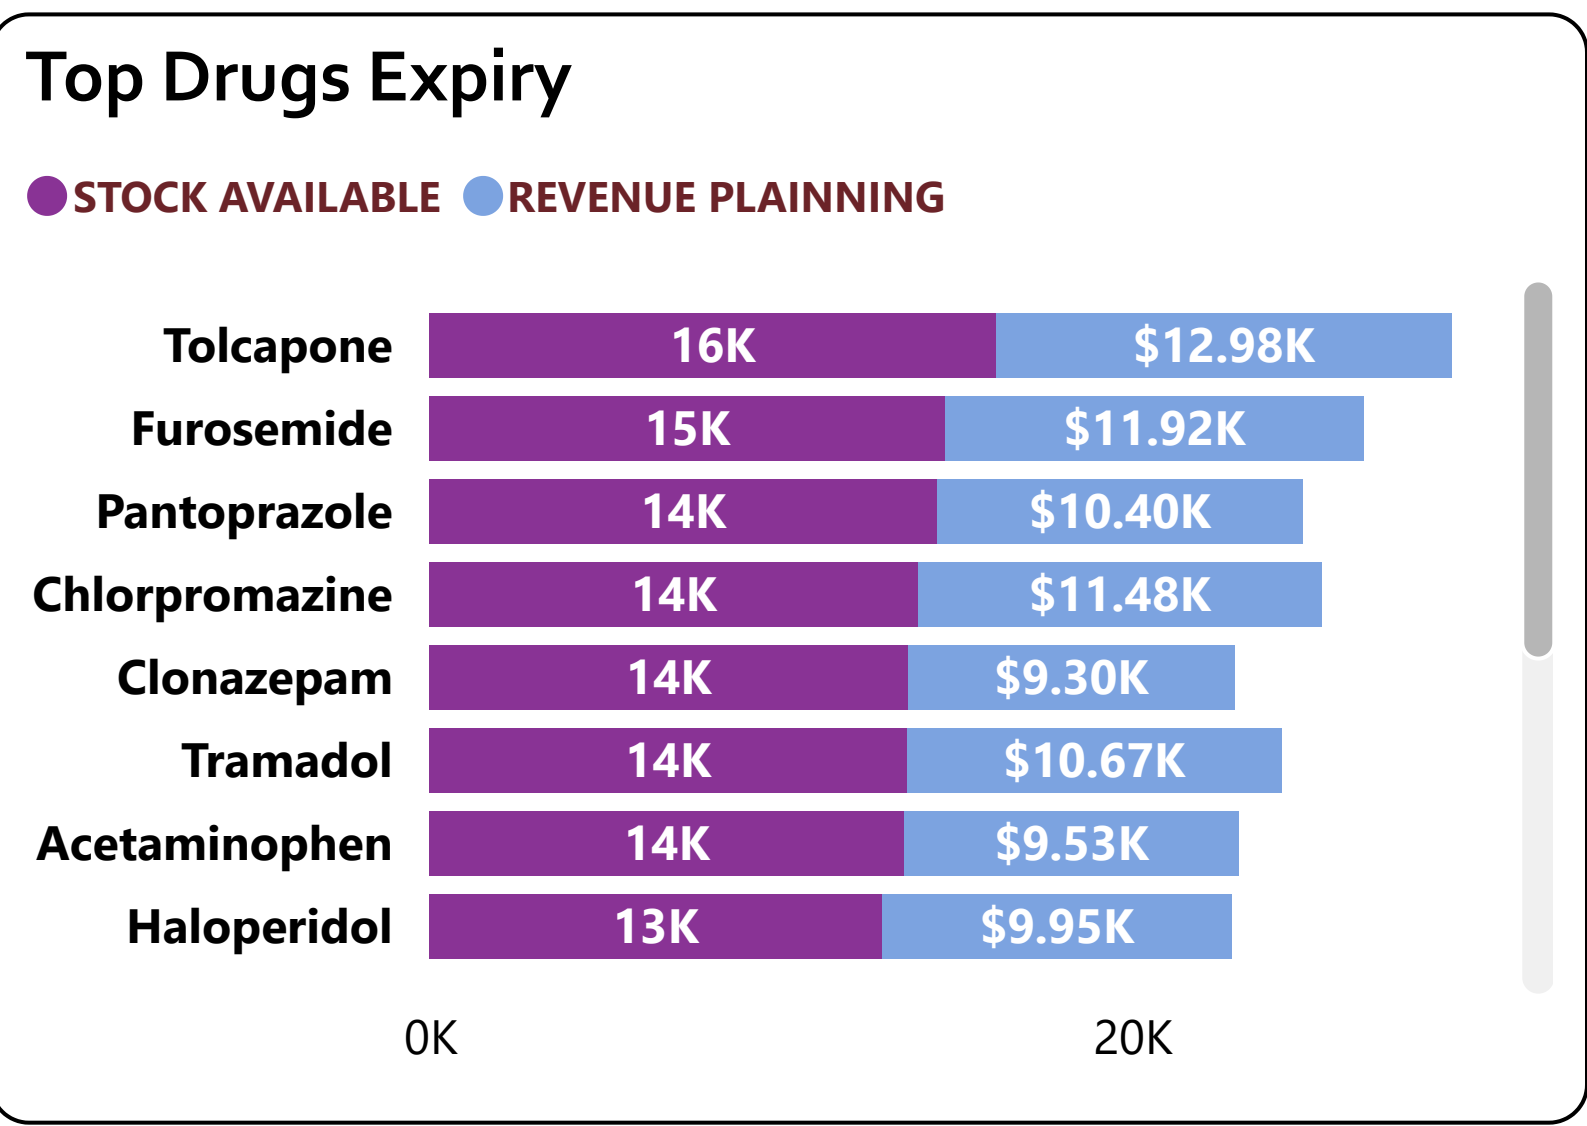 Top Drugs Expiry
STOCK AVAILABLE REVENUE PLAINNING
Tolcapone 16K $12.98K
Furosemide 15K $11.92K
Pantoprazole 14K $10.40K
Chlorpromazine 14K $11.48K
Clonazepam 14K $9.30K
Tramadol 14K $10.67K
Acetaminophen 14K $9.53K
Haloperidol 13K $9.95K
0K 20K